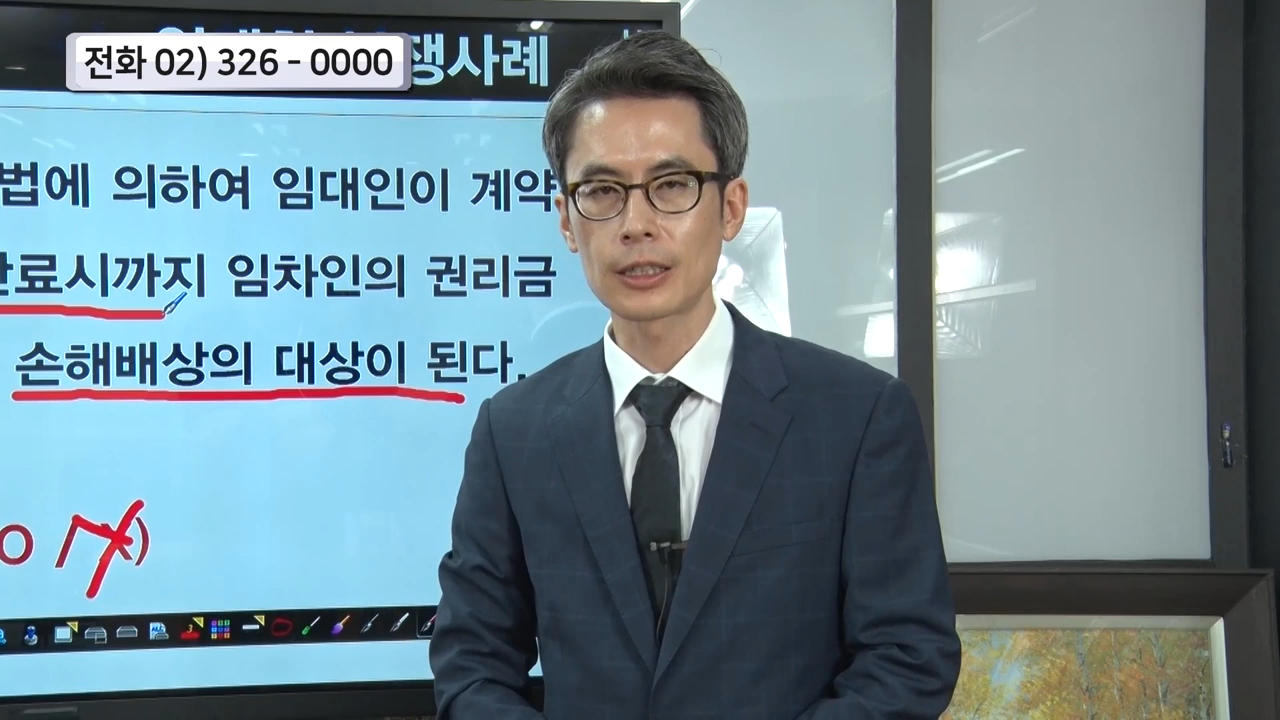 전화 02) 326 - 0000
쟁사례
법에 의하여 임대인이 계약
료시까지 임차인의 권리금
손해배상의 대상이 된다.
O /